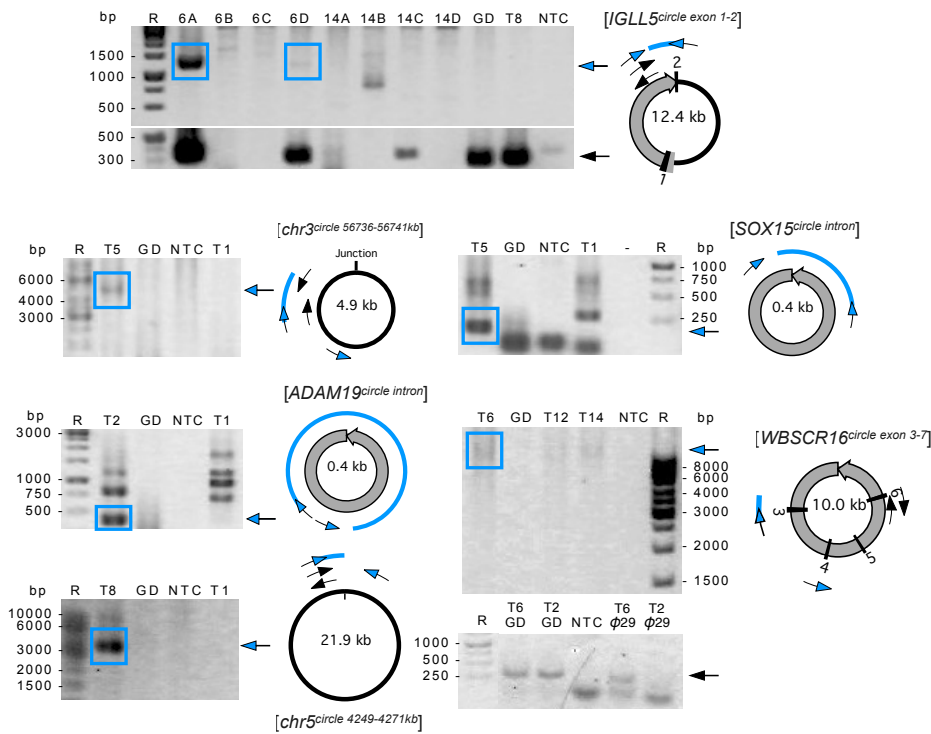 bp R 6A 6B 6C 6D 14A 14B 14C 14D GD T8 NTC
[IGLL5circle exon 1-2]
1500
1000
500
500
300
2
12.4 kb
1
bp R T5 GD NTC T1
6000
4000
3000
[chr3circle 56736-56741kb]
Junction
4.9 kb
T5 GD NTC T1 - R bp
1000
750
500
250
[SOX15circle intron]
0.4 kb
bp R T2 GD NTC T1
3000
1000
750
500
[ADAM19circle intron]
0.4 kb
T6 GD T12 T14 NTC R bp
8000
6000
4000
3000
2000
1500
[WBSCR16circle exon 3-7]
10.0 kb
3
4
5
6
bp R T8 GD NTC T1
10000
6000
3000
2000
1500
21.9 kb
[chr5circle 4249-4271kb]
T6 T2 T6 T2
R GD GD NTC ϕ29 ϕ29
1000
500
250